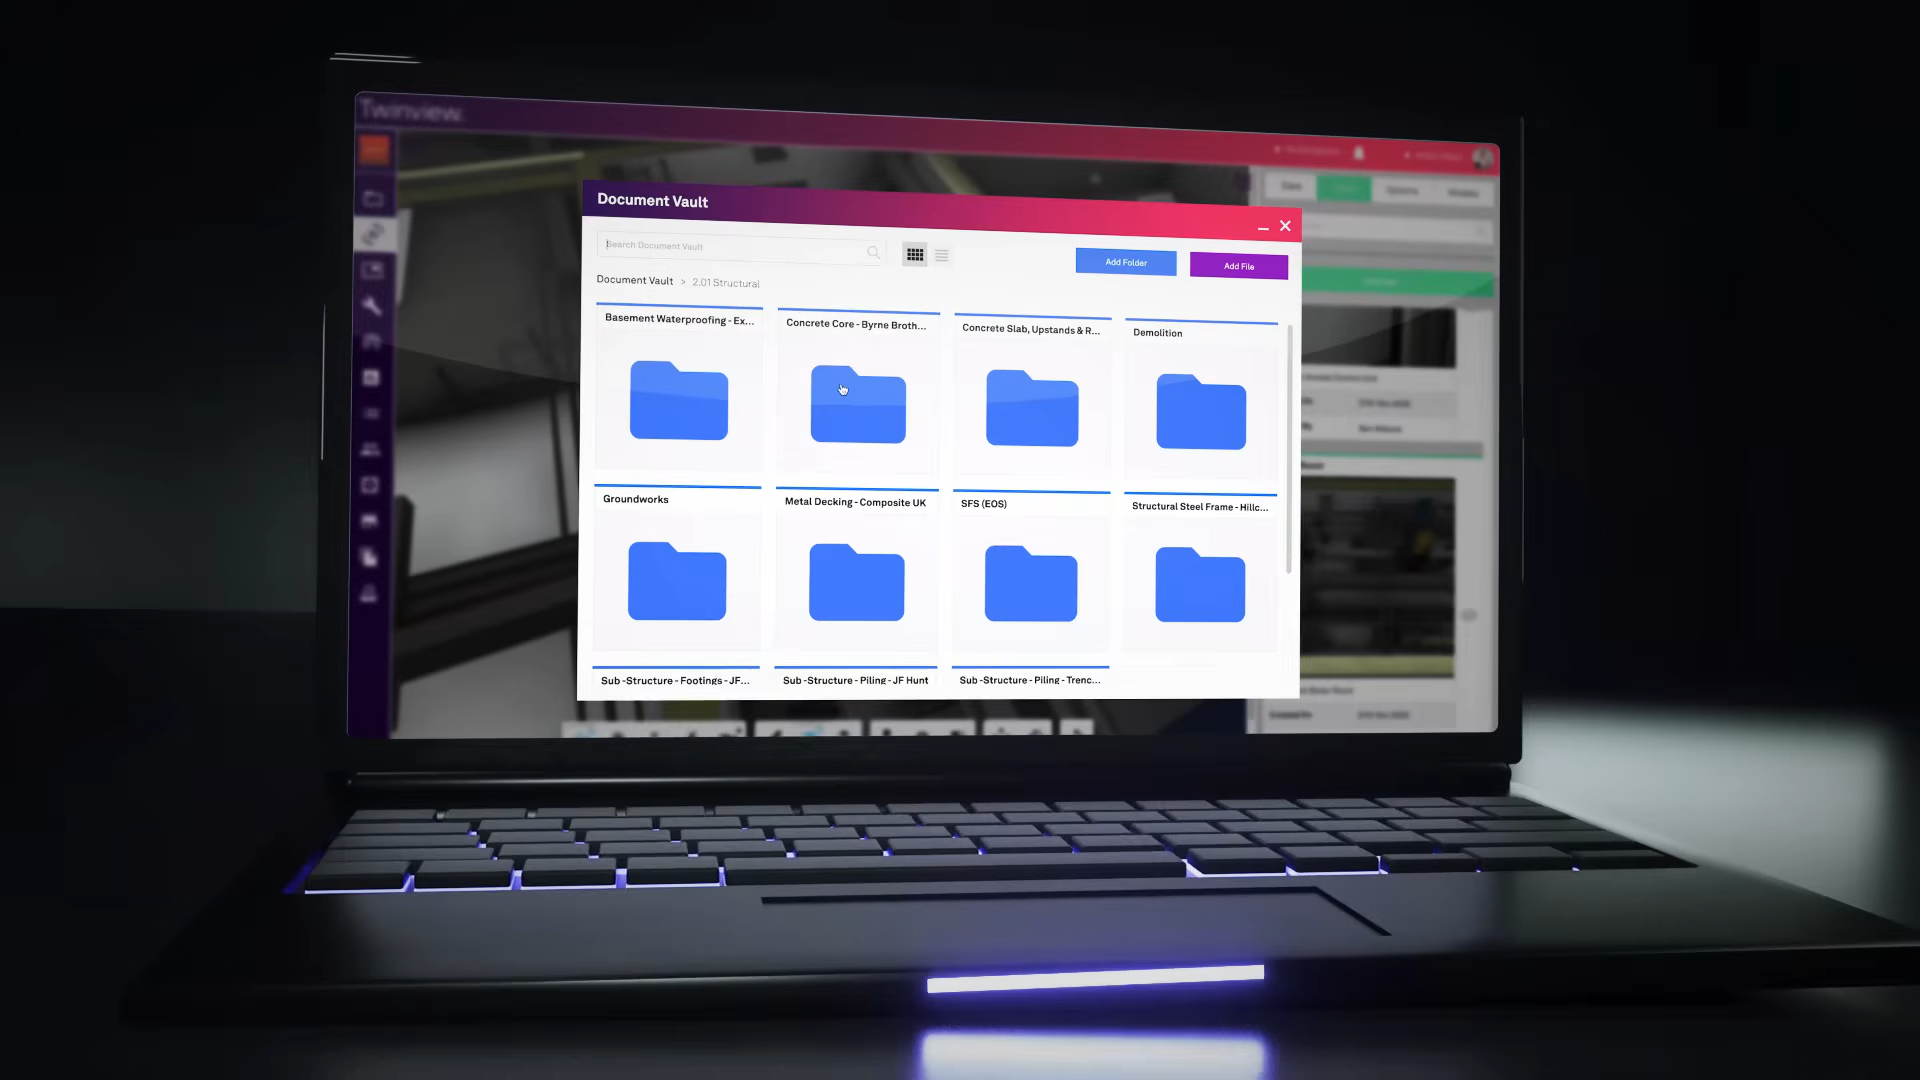 Twinview.
Document Vault
Search Document Vault
Add Folder
Add File
Document Vault > 2.01 Structural
Basement Waterproofing - Ex...
Concrete Core - Byrne Broth...
Concrete Slab, Upstands & R...
Demolition
Groundworks
Metal Decking - Composite UK
SFS (EOS)
Structural Steel Frame - Hillc...
Sub -Structure - Footings - JF...
Sub -Structure - Piling - JF Hunt
Sub -Structure - Piling - Trenc...